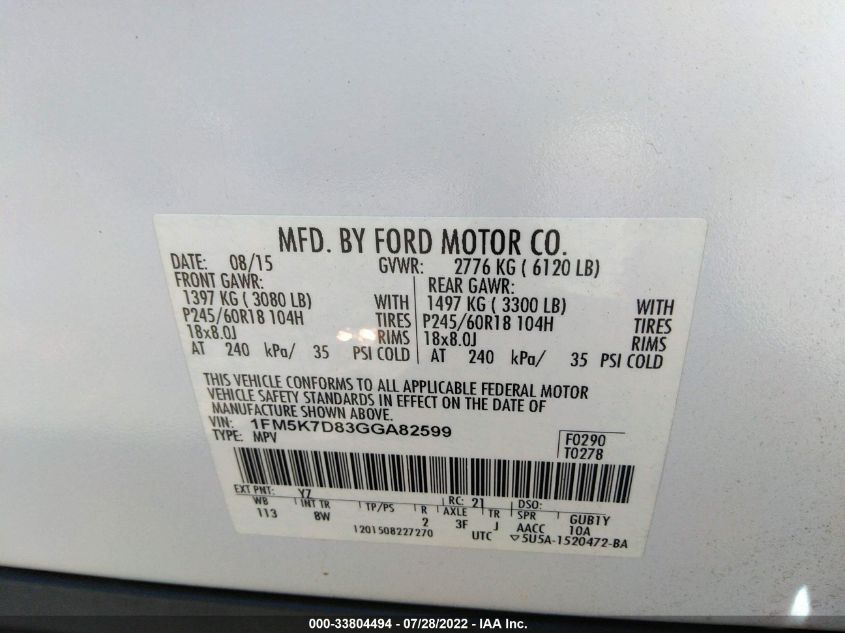 MFD. BY FORD MOTOR CO.
DATE: 08/15 GVWR: 2776 KG ( 6120 LB)
FRONT GAWR: REAR GAWR:
1397 KG ( 3080 LB) WITH 1497 KG ( 3300 LB) WITH
P245/60R18 104H TIRES P245/60R18 104H TIRES
18x8.0J RIMS 18x8.0J RIMS
AT 240 kPa/ 35 PSI COLD AT 240 kPa/ 35 PSI COLD
THIS VEHICLE CONFORMS TO ALL APPLICABLE FEDERAL MOTOR
VEHICLE SAFETY STANDARDS IN EFFECT ON THE DATE OF
MANUFACTURE SHOWN ABOVE.
VIN: 1FM5K7D83GGA82599 F0290
TYPE: MPV T0278
EXT PNT: YZ RC: 21 DSO:
WB INT TR TP/PS R AXLE TR SPR GUB1Y
113 8W 2 3F J AACC 10A
1201508227270 UTC ▽5U5A-1520472-BA
000-33804494 - 07/28/2022 - IAA Inc.